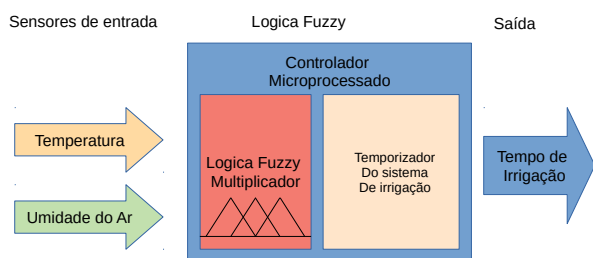 Sensores de entrada
Logica Fuzzy
Saída
Controlador
Microprocessado
Temperatura
Umidade do Ar
Logica Fuzzy
Multiplicador
Temporizador
Do sistema
De irrigação
Tempo de
Irrigação